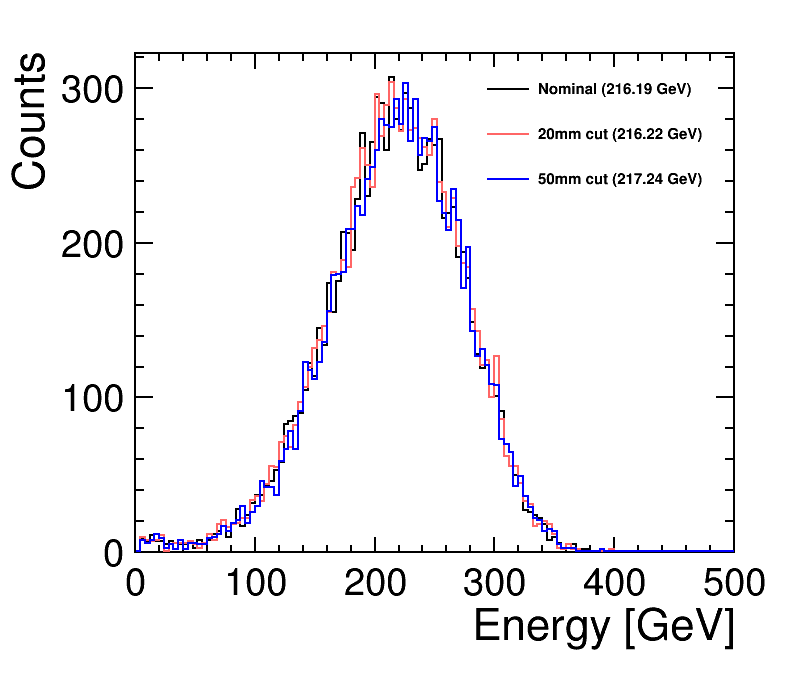 Counts
300
200
100
0
Nominal (216.19 GeV)
20mm cut (216.22 GeV)
50mm cut (217.24 GeV)
0 100 200 300 400 500
Energy [GeV]